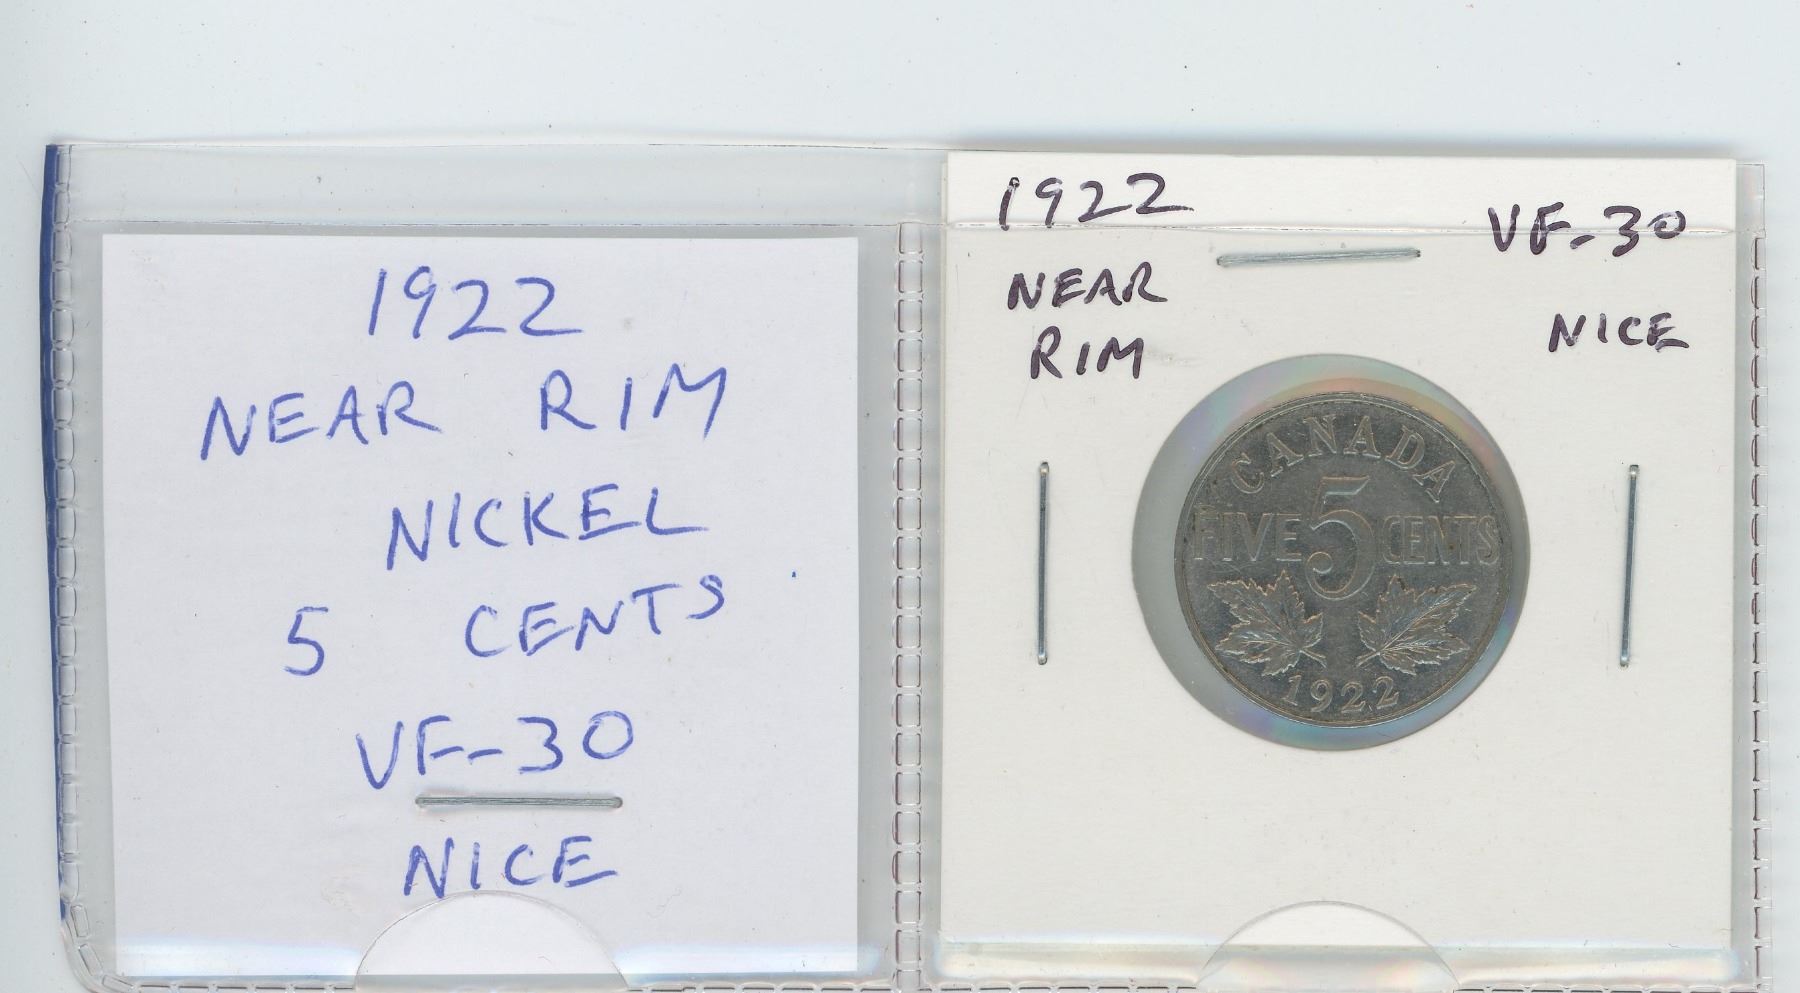 1922
NEAR RIM
NICKEL
5 CENTS
VF-30
NICE
1922
NEAR
RIM
VF-30
NICE
CANADA
FIVE 5 CENTS
1922